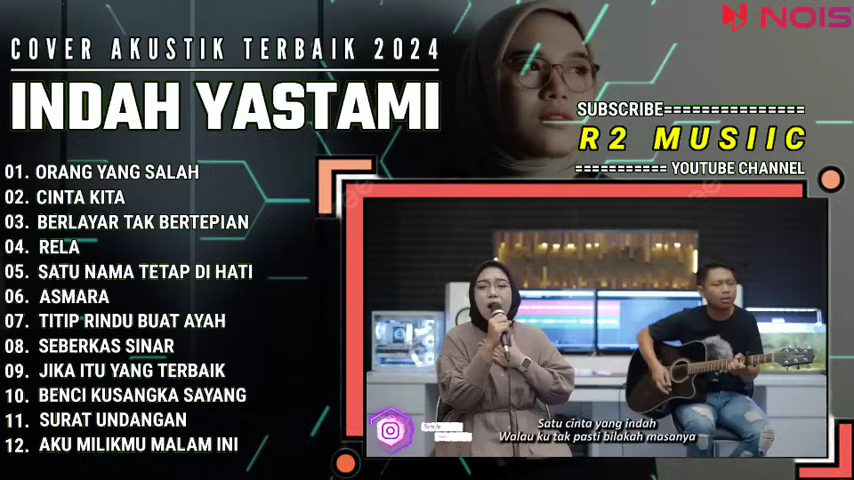 COVER AKUSTIK TERBAIK 2024
INDAH YASTAMI
NOIS
SUBSCRIBE===============
R2 MUSIIC
=========== YOUTUBE CHANNEL
01. ORANG YANG SALAH
02. CINTA KITA
03. BERLAYAR TAK BERTEPIAN
04. RELA
05. SATU NAMA TETAP DI HATI
06. ASMARA
07. TITIP RINDU BUAT AYAH
08. SEBERKAS SINAR
09. JIKA ITU YANG TERBAIK
10. BENCI KUSANGKA SAYANG
11. SURAT UNDANGAN
12. AKU MILIKMU MALAM INI
Satu cinta yang indah
Walau ku tak pasti bilakah masanya